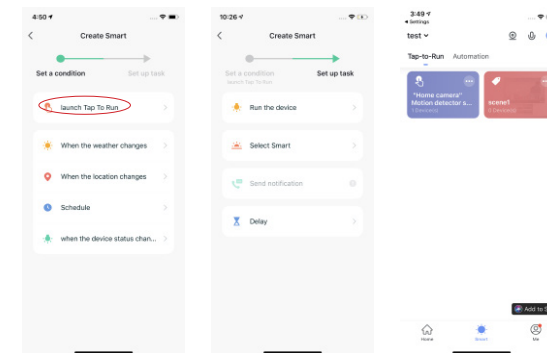 4:50
Create Smart
Set a condition
Set up task
launch Tap To Run
When the weather changes
When the location changes
Schedule
when the device status chan...
10:26
Create Smart
Set a condition
launch Tap To Run
Set up task
Run the device
Select Smart
Send notification
Delay
3:49
Settings
test
Tap-to-Run Automation
"Home camera"
Motion detector s...
1 Device(s)
scene1
0 Device(s)
Add to S
Home
Smart
Me